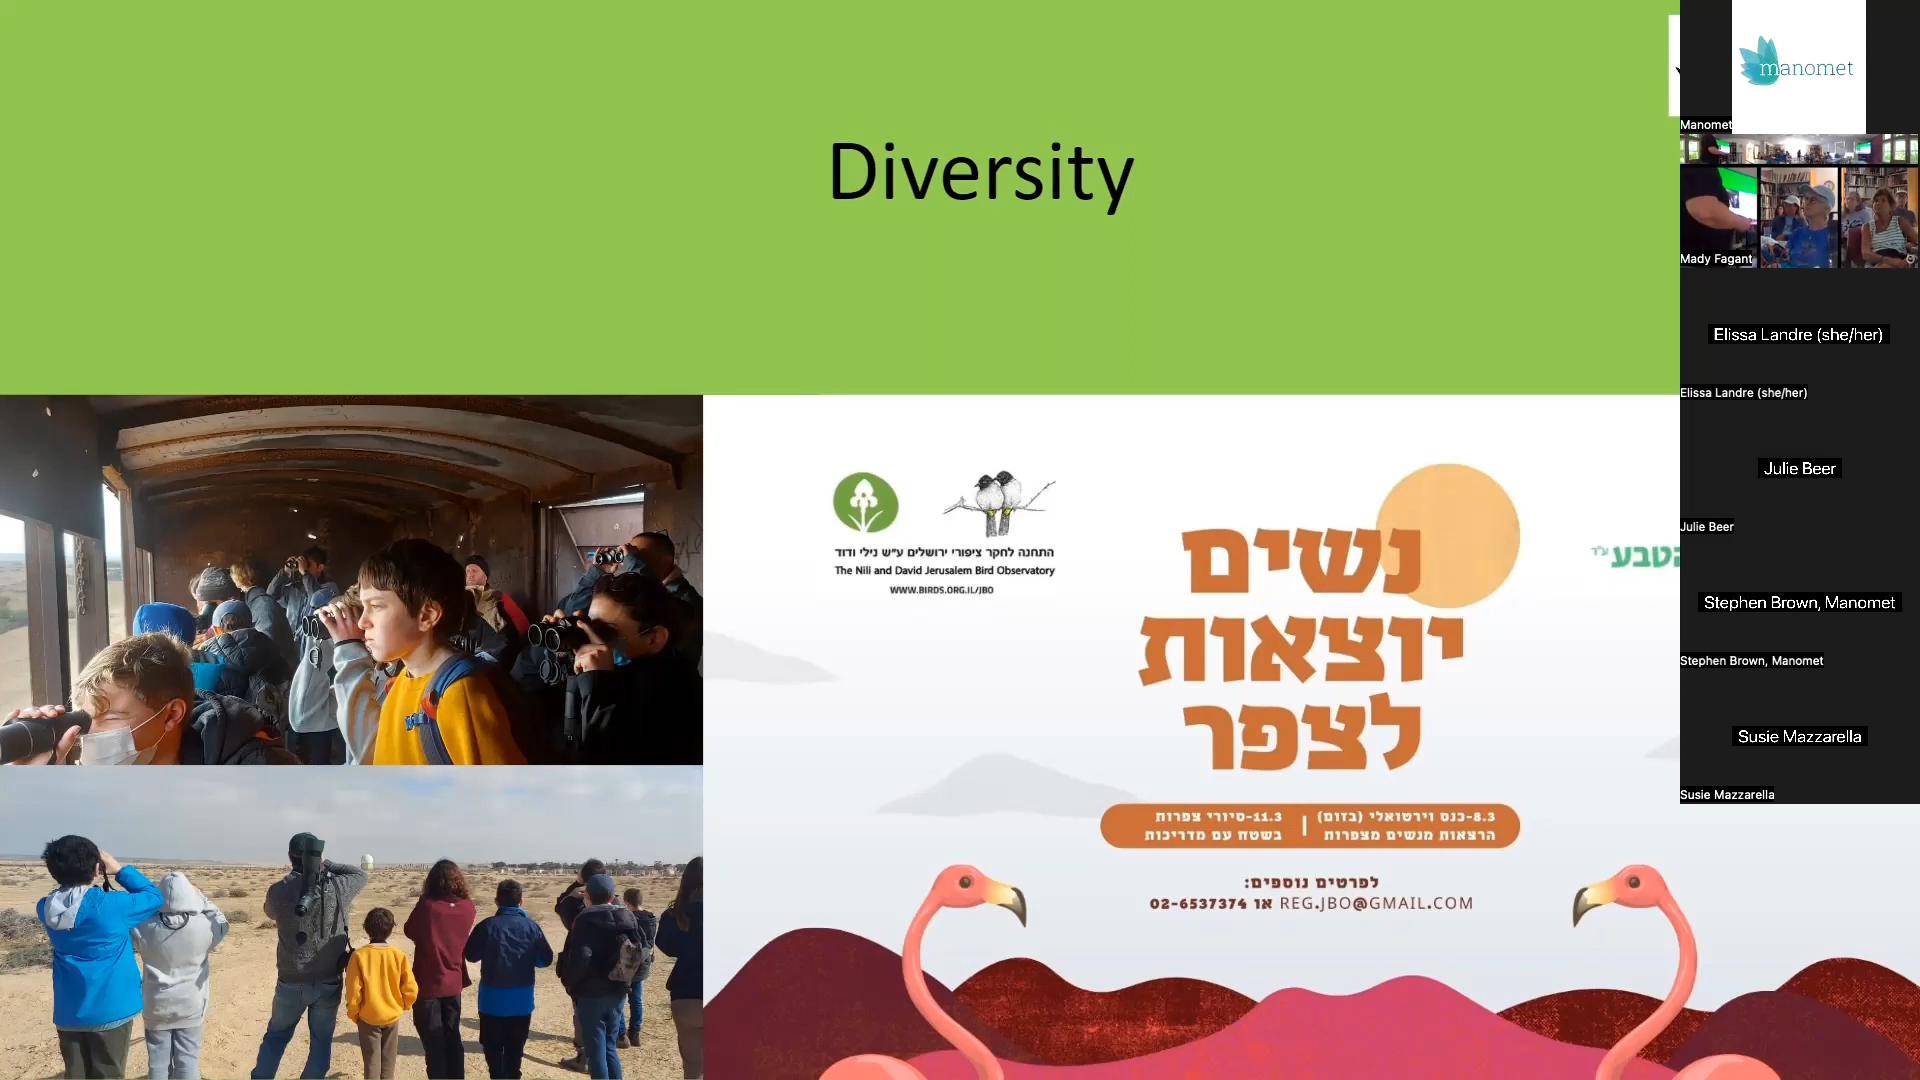 Diversity
התחנה לחקר ציפורי ירושלים ע״ש נילי ודוד
The Nili and David Jerusalem Bird Observatory
WWW.BIRDS.ORG.IL/JBO
נשים
יוצאות
לצפר
8.3-כנס וירטואלי (בזום) | 11.3-סיורי צפרות
הרצאות מנשים מצפרות | בשטח עם מדריכות
לפרטים נוספים:
REG.JBO@GMAIL.COM או 02-6537374
manomet
Manomet
Mady Fagant
Elissa Landre (she/her)
Elissa Landre (she/her)
Julie Beer
Julie Beer
Stephen Brown, Manomet
Stephen Brown, Manomet
Susie Mazzarella
Susie Mazzarella